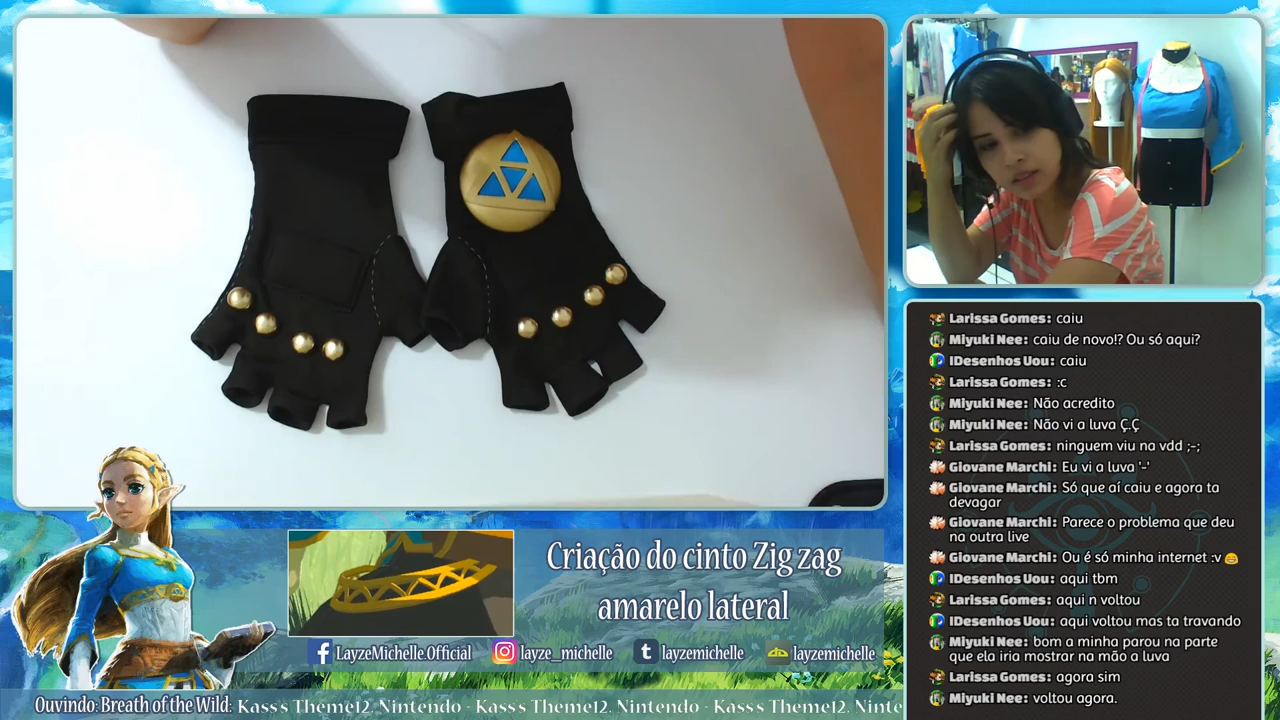 Larissa Gomes: caiu
Miyuki Nee: caiu de novo!? Ou só aqui?
IDesenhos Uou: caiu
Larissa Gomes: :c
Miyuki Nee: Não acredito
Miyuki Nee: Não vi a luva Ç.Ç
Larissa Gomes: ninguem viu na vdd ;-;
Giovane Marchi: Eu vi a luva '-'
Giovane Marchi: Só que aí caiu e agora ta
devagar
Giovane Marchi: Parece o problema que deu
na outra live
Giovane Marchi: Ou é só minha internet :v
IDesenhos Uou: aqui tbm
Larissa Gomes: aqui n voltou
IDesenhos Uou: aqui voltou mas ta travando
Miyuki Nee: bom a minha parou na parte
que ela iria mostrar na mão a luva
Larissa Gomes: agora sim
Miyuki Nee: voltou agora.
Criação do cinto Zig zag
amarelo lateral
LayzeMichelle.Official
layze_michelle
layzemichelle
layzemichelle
Ouvindo: Breath of the Wild: Kass's Theme12. Nintendo - Kass's Theme12. Nintendo - Kass's Theme12. Ninte